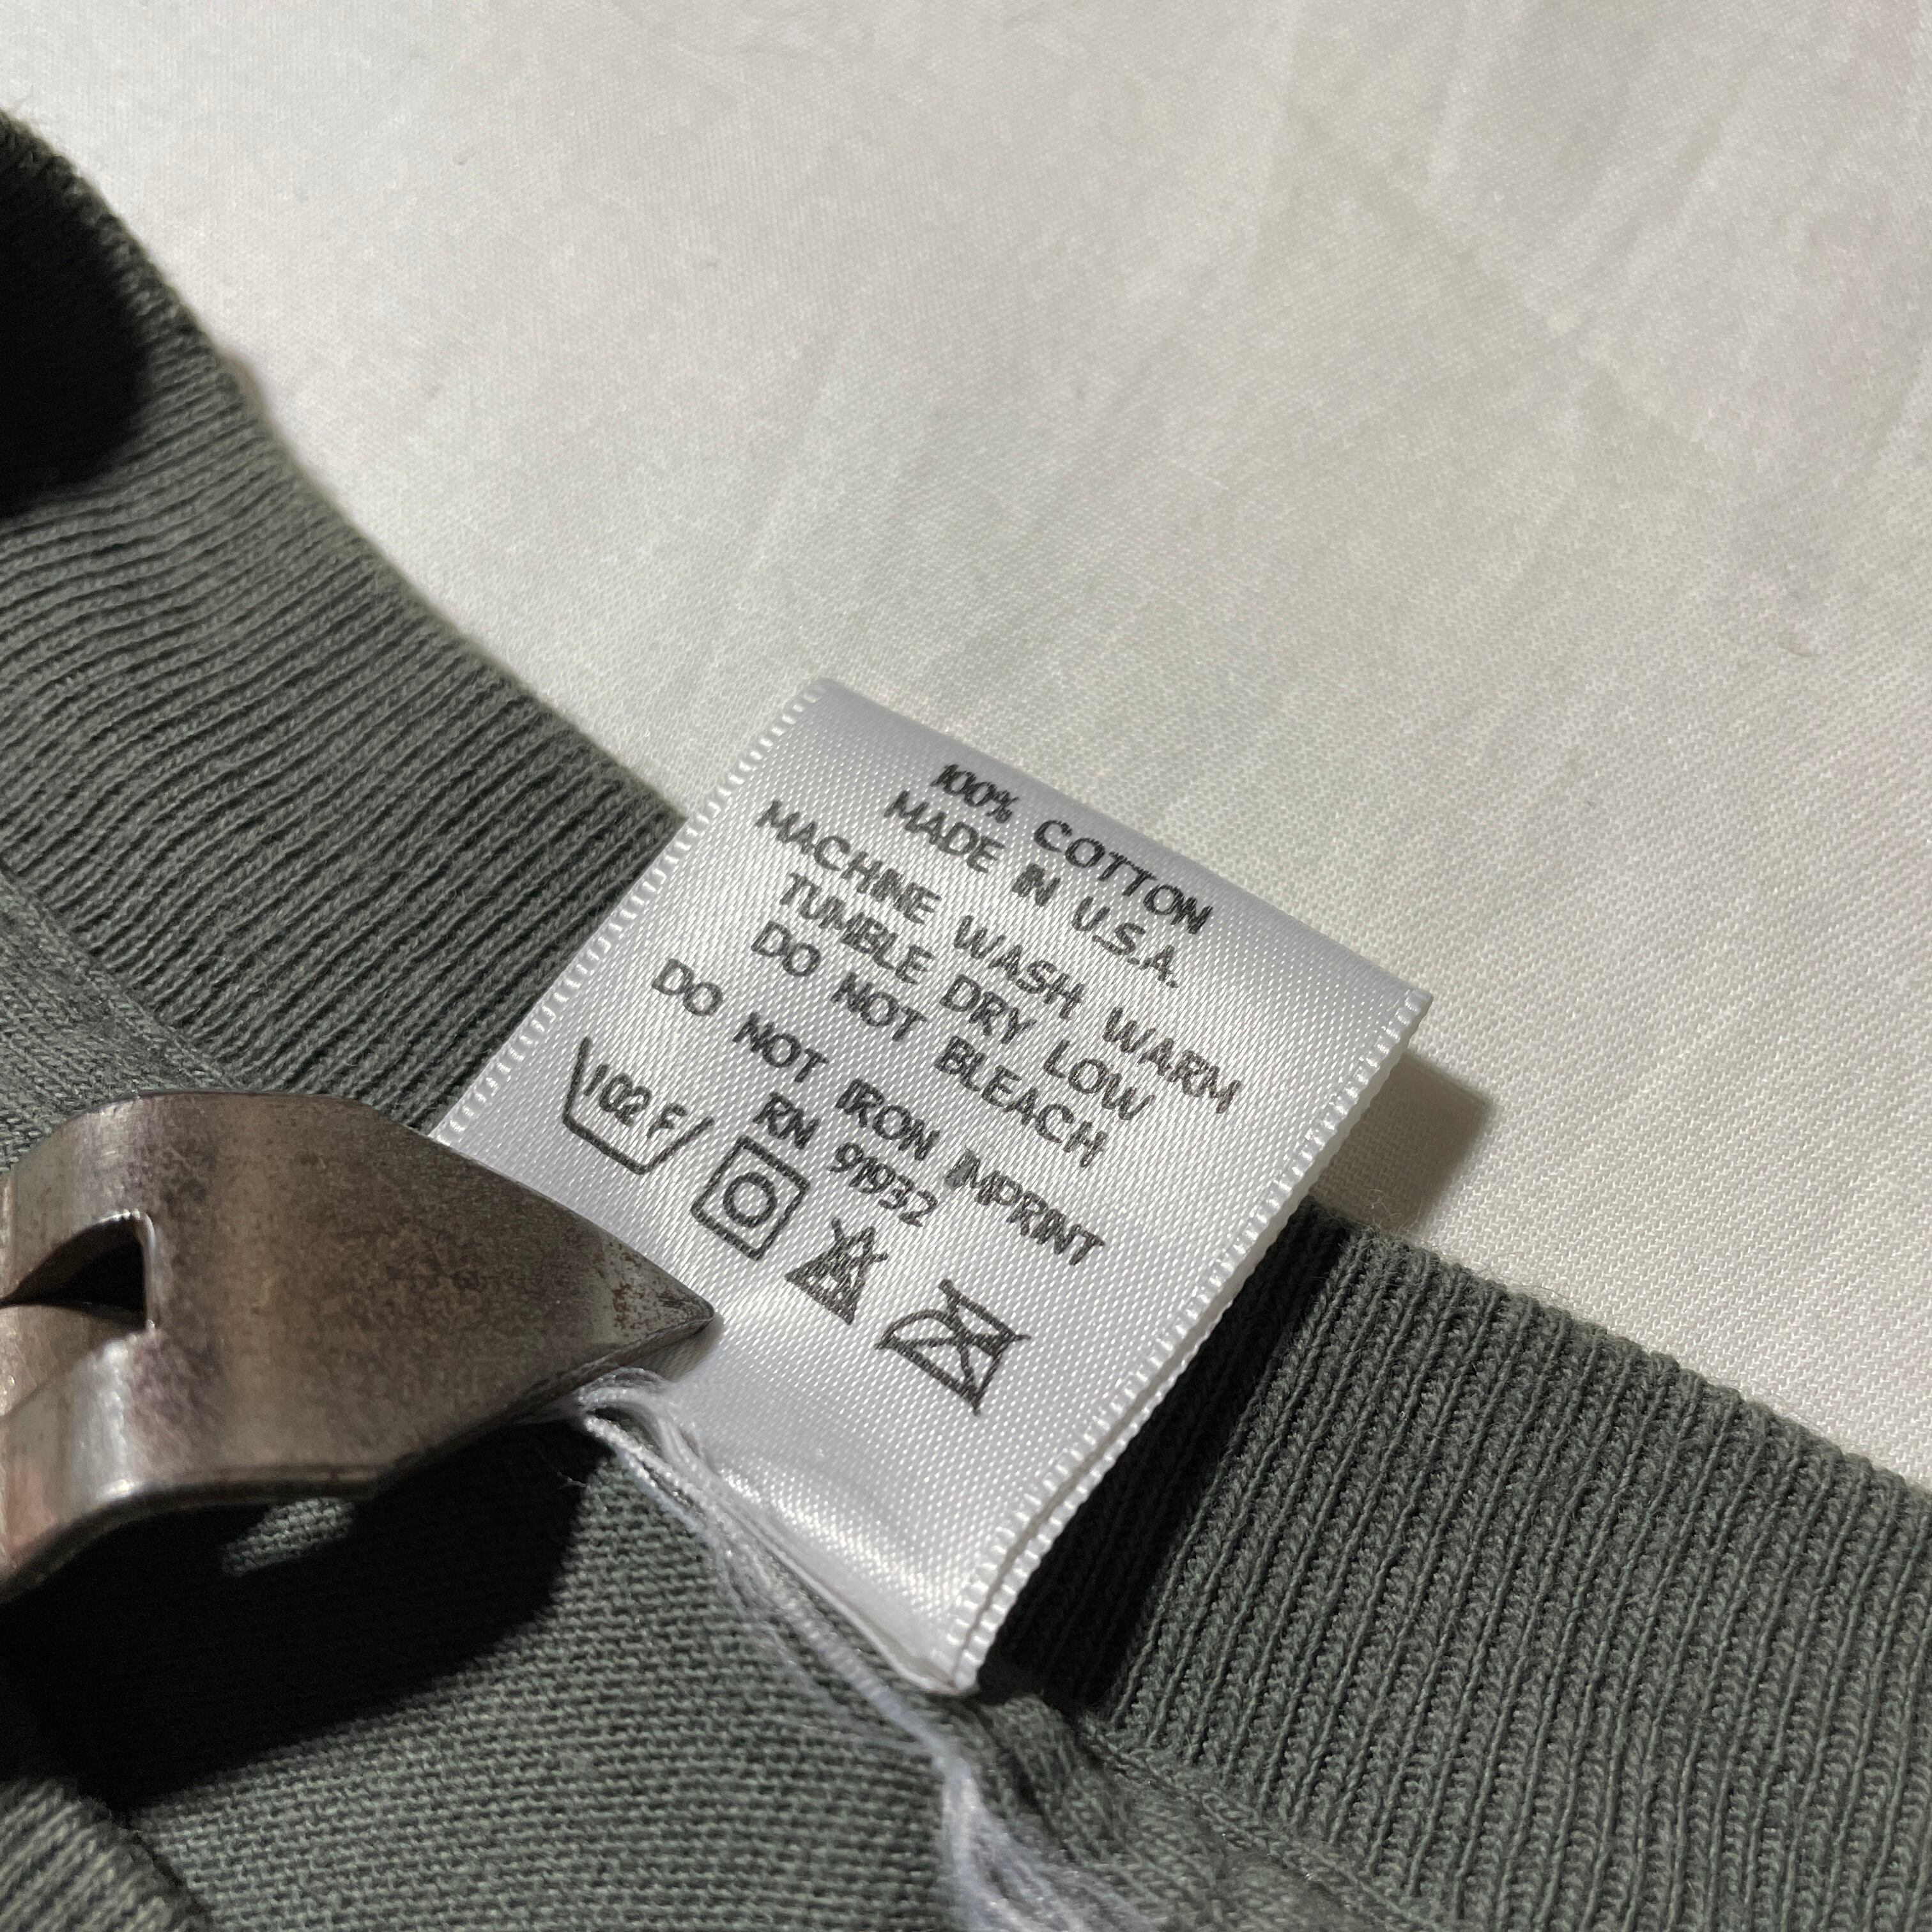 100% COTTON
MADE IN U.S.A.
MACHINE WASH WARM
TUMBLE DRY LOW
DO NOT BLEACH
DO NOT IRON IMPRINT
RN 91932
102 F